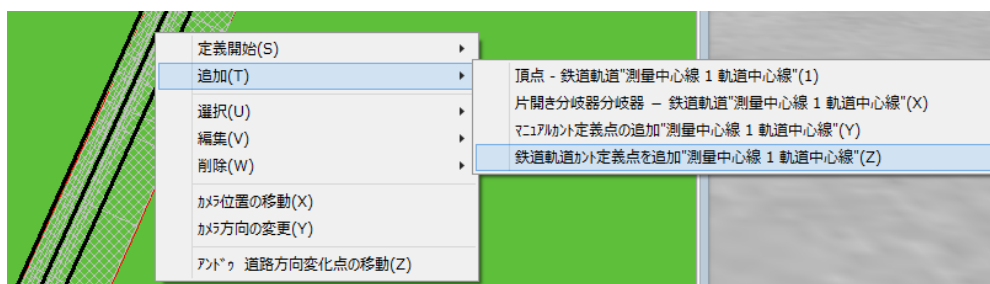 定義開始(S)
追加(T)
選択(U)
編集(V)
削除(W)
ｶﾒﾗ位置の移動(X)
ｶﾒﾗ方向の変更(Y)
ｱﾝﾄﾞｩ 道路方向変化点の移動(Z)
頂点 - 鉄道軌道"測量中心線 1 軌道中心線"(1)
片開き分岐器分岐器 – 鉄道軌道"測量中心線 1 軌道中心線"(X)
ﾏﾆｭｱﾙｶﾝﾄ定義点の追加"測量中心線 1 軌道中心線"(Y)
鉄道軌道ｶﾝﾄ定義点を追加"測量中心線 1 軌道中心線"(Z)